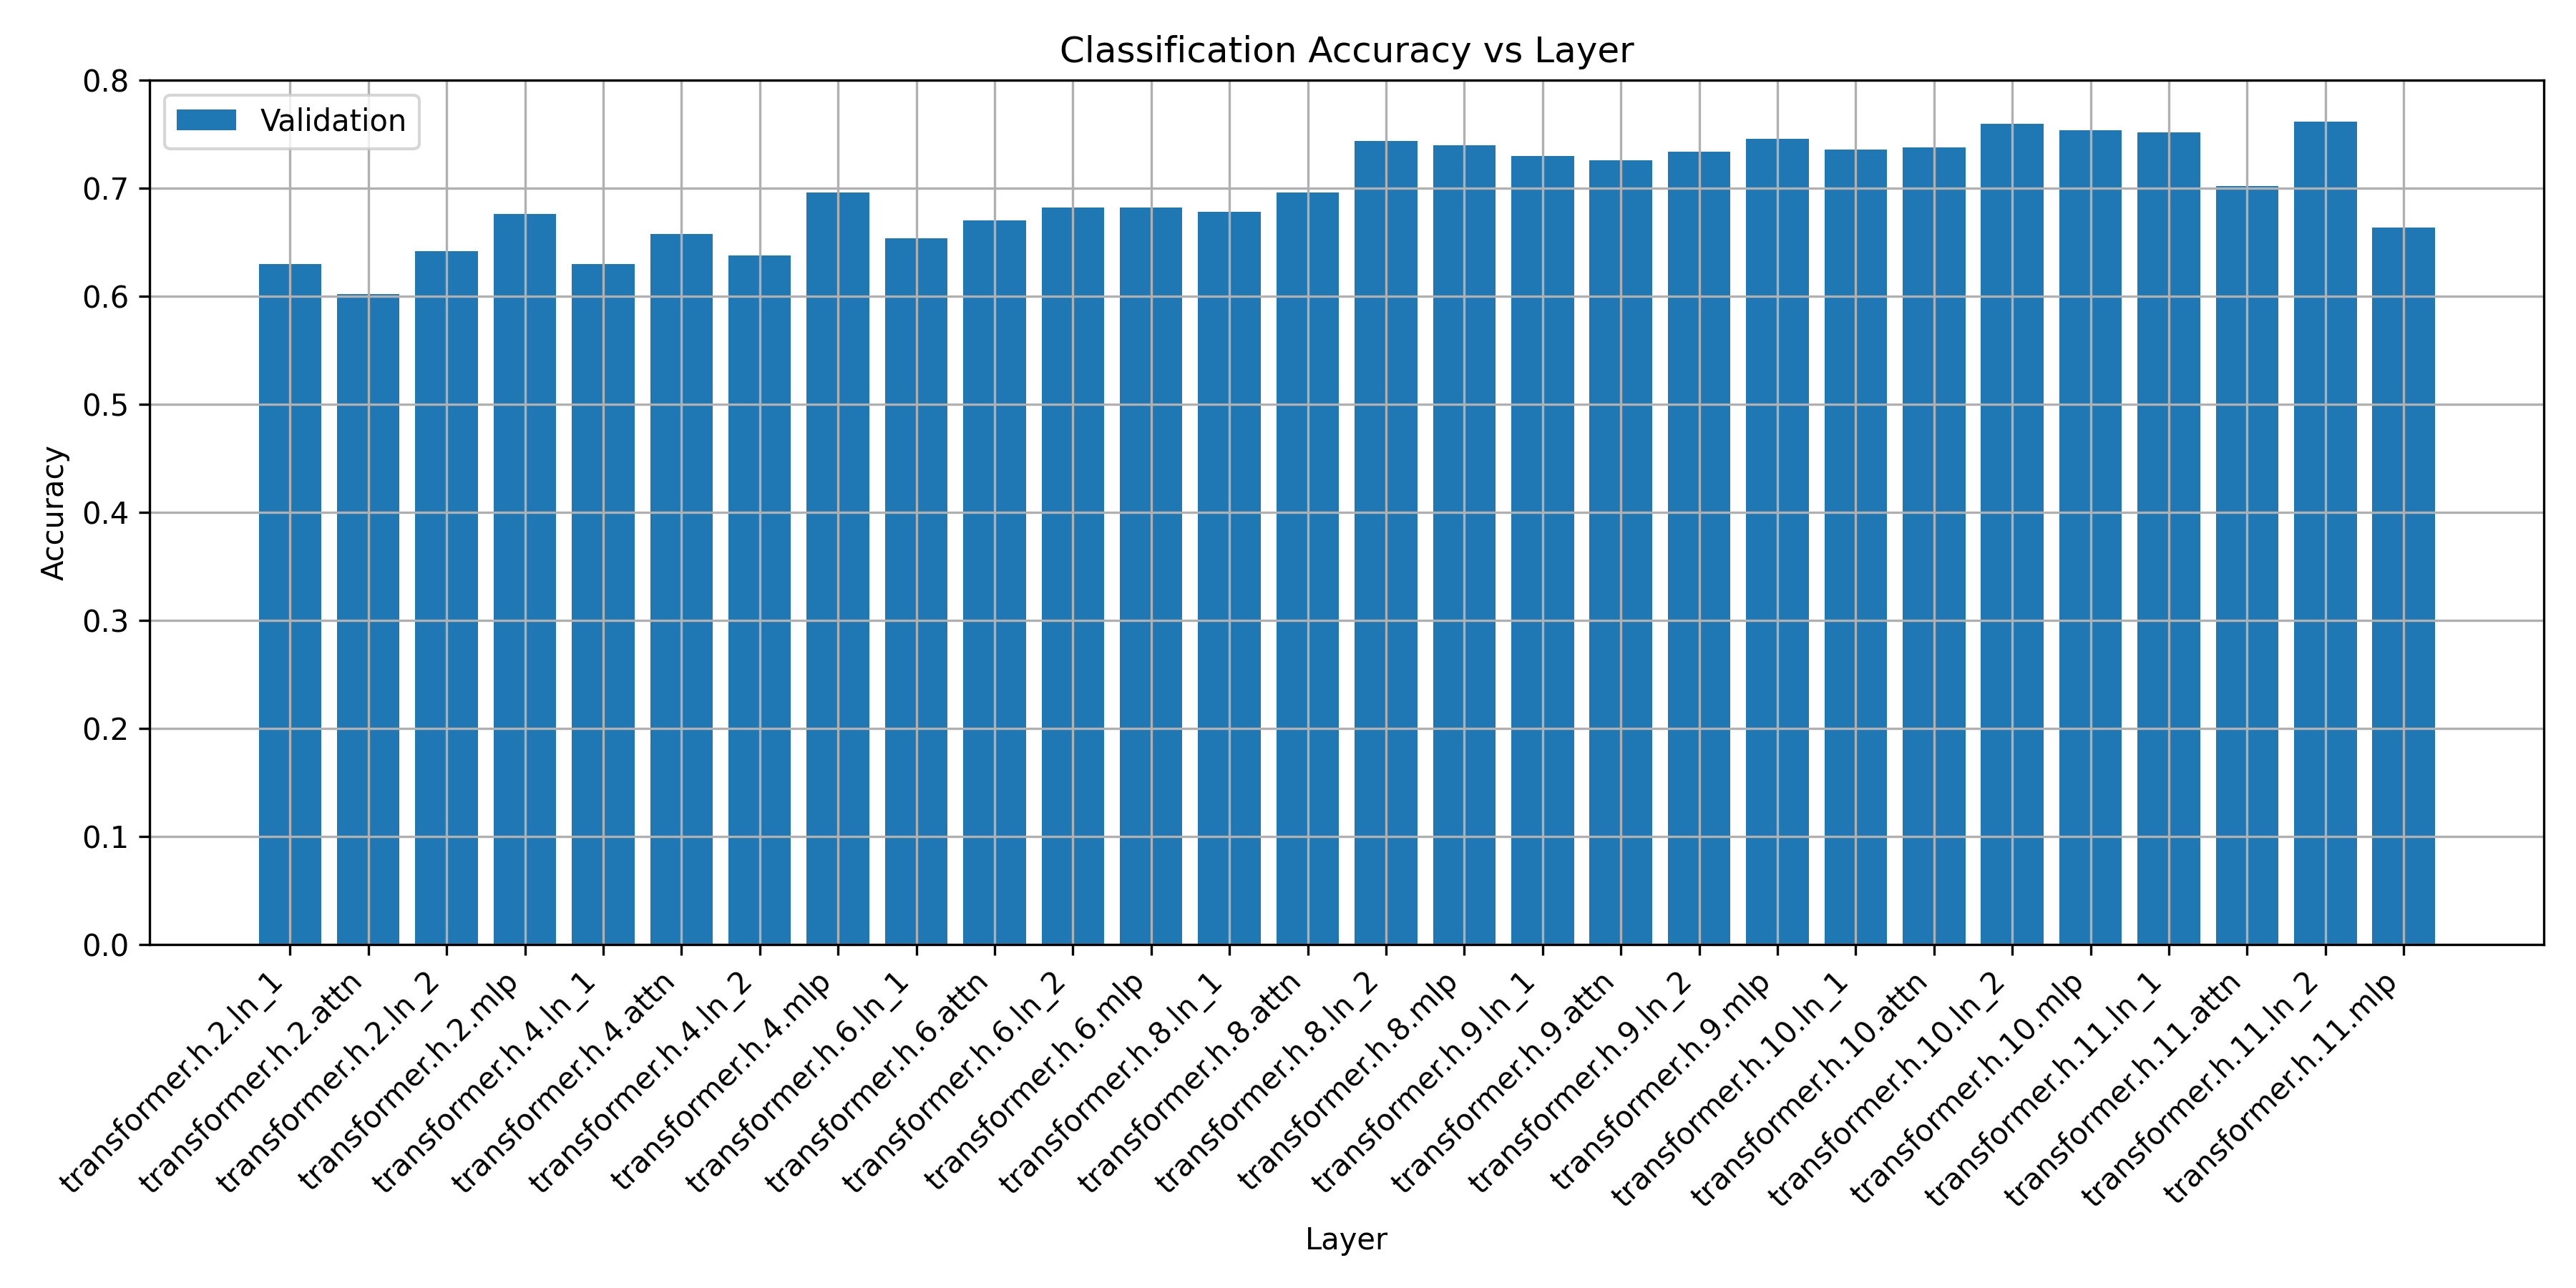 Classification Accuracy vs Layer
Validation
Accuracy
0.8
0.7
0.6
0.5
0.4
0.3
0.2
0.1
0.0
transformer.h.2.ln_1
transformer.h.2.attn
transformer.h.2.ln_2
transformer.h.2.mlp
transformer.h.4.ln_1
transformer.h.4.attn
transformer.h.4.ln_2
transformer.h.4.mlp
transformer.h.6.ln_1
transformer.h.6.attn
transformer.h.6.ln_2
transformer.h.6.mlp
transformer.h.8.ln_1
transformer.h.8.attn
transformer.h.8.ln_2
transformer.h.8.mlp
transformer.h.9.ln_1
transformer.h.9.attn
transformer.h.9.ln_2
transformer.h.9.mlp
transformer.h.10.ln_1
transformer.h.10.attn
transformer.h.10.ln_2
transformer.h.10.mlp
transformer.h.11.ln_1
transformer.h.11.attn
transformer.h.11.ln_2
transformer.h.11.mlp
Layer